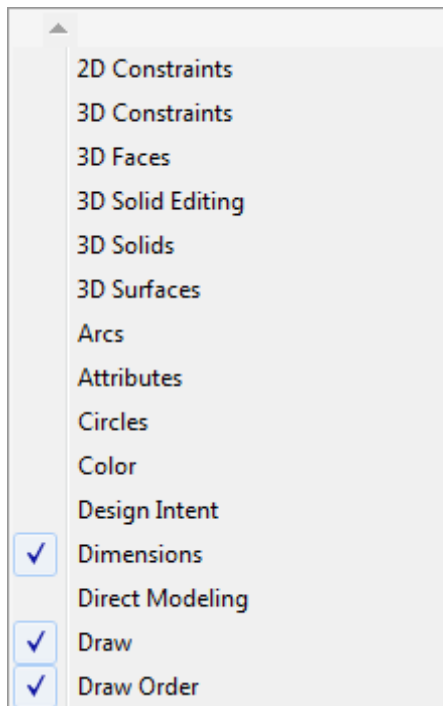 2D Constraints
3D Constraints
3D Faces
3D Solid Editing
3D Solids
3D Surfaces
Arcs
Attributes
Circles
Color
Design Intent
Dimensions
Direct Modeling
Draw
Draw Order